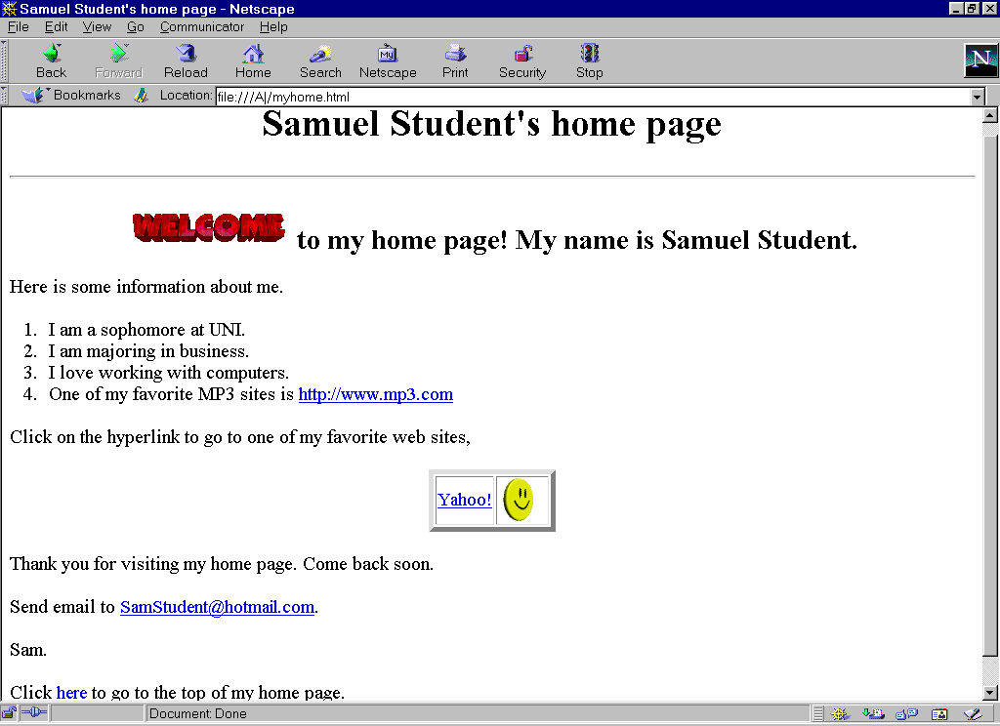 Samuel Student's home page - Netscape
File Edit View Go Communicator Help
Back Forward Reload Home Search My Netscape Print Security Stop N
Bookmarks Location: file:///A|/myhome.html
Samuel Student's home page
WELCOME to my home page! My name is Samuel Student.
Here is some information about me.
1. I am a sophomore at UNI.
2. I am majoring in business.
3. I love working with computers.
4. One of my favorite MP3 sites is http://www.mp3.com
Click on the hyperlink to go to one of my favorite web sites,
Yahoo!
Thank you for visiting my home page. Come back soon.
Send email to SamStudent@hotmail.com.
Sam.
Click here to go to the top of my home page.
Document: Done